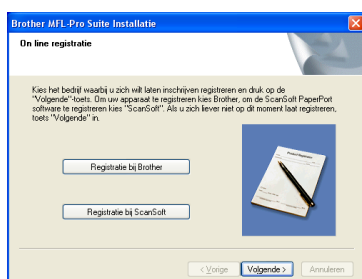 Brother MFL-Pro Suite Installatie
On line registratie
Kies het bedrijf waarbij u zich wilt laten inschrijven registreren en druk op de
"Volgende"-toets. Om uw apparaat te registreren kies Brother, om de ScanSoft PaperPort
software te registreren kies "ScanSoft". Als u zich liever niet op dit moment laat registreren,
toets "Volgende" in.
Registratie bij Brother
Registratie bij ScanSoft
< Vorige
Volgende >
Annuleren